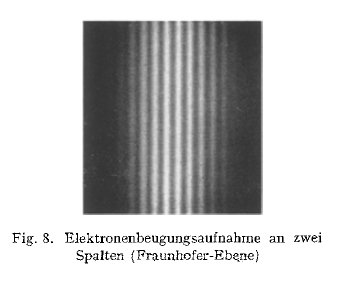 Fig. 8. Elektronenbeugungsaufnahme an zwei
Spalten (Fraunhofer-Ebene)